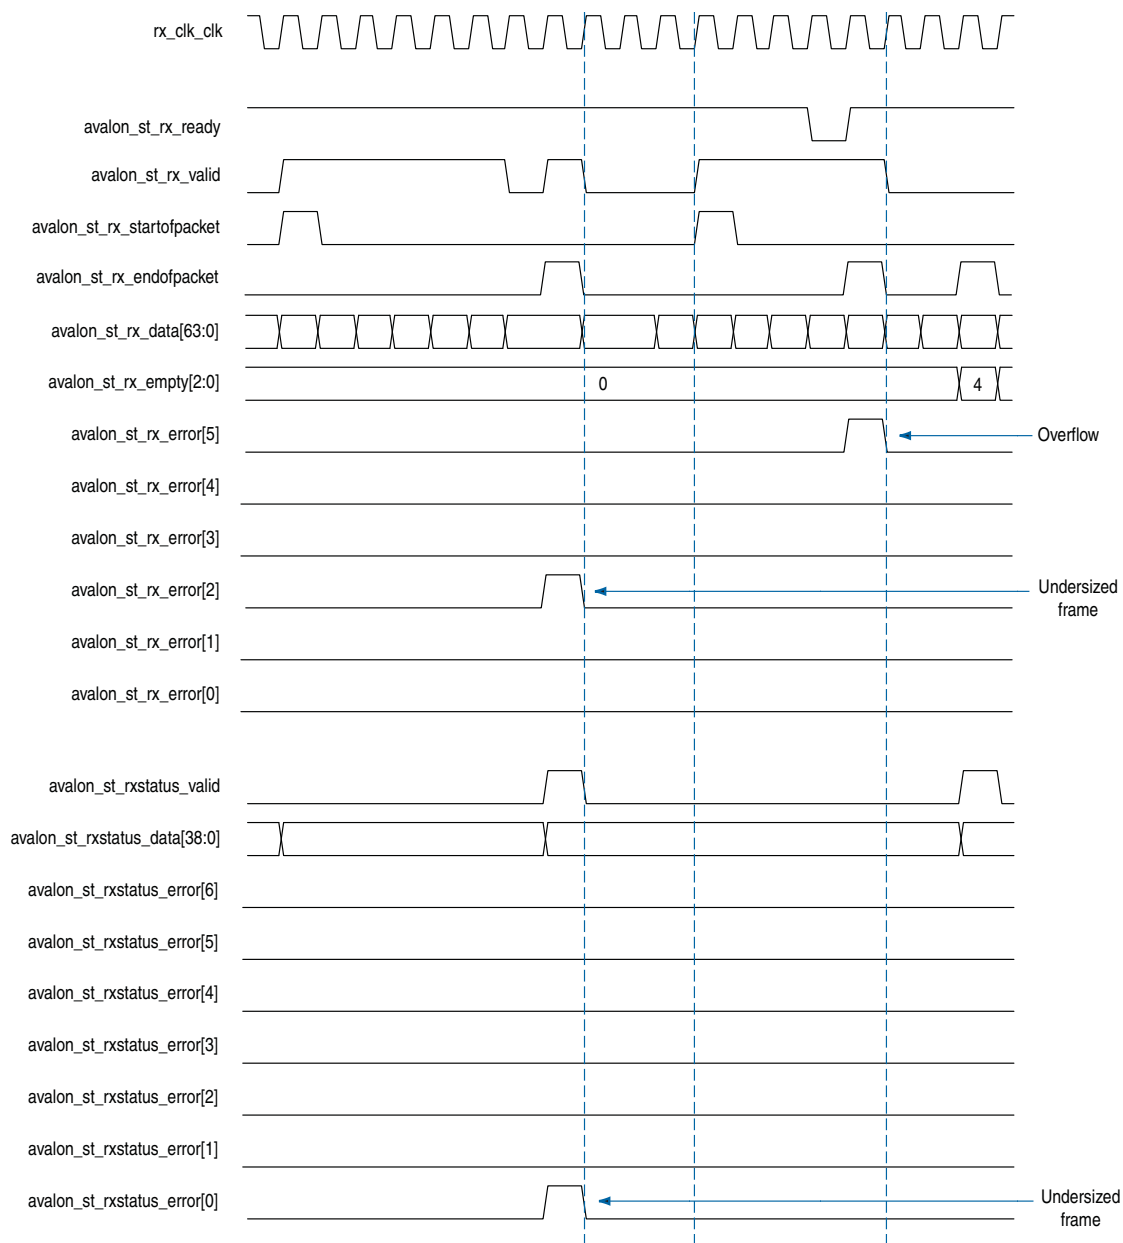 rx_clk_clk
avalon_st_rx_ready
avalon_st_rx_valid
avalon_st_rx_startofpacket
avalon_st_rx_endofpacket
avalon_st_rx_data[63:0]
avalon_st_rx_empty[2:0]
0
4
avalon_st_rx_error[5]
Overflow
avalon_st_rx_error[4]
avalon_st_rx_error[3]
avalon_st_rx_error[2]
Undersized
frame
avalon_st_rx_error[1]
avalon_st_rx_error[0]
avalon_st_rxstatus_valid
avalon_st_rxstatus_data[38:0]
avalon_st_rxstatus_error[6]
avalon_st_rxstatus_error[5]
avalon_st_rxstatus_error[4]
avalon_st_rxstatus_error[3]
avalon_st_rxstatus_error[2]
avalon_st_rxstatus_error[1]
avalon_st_rxstatus_error[0]
Undersized
frame